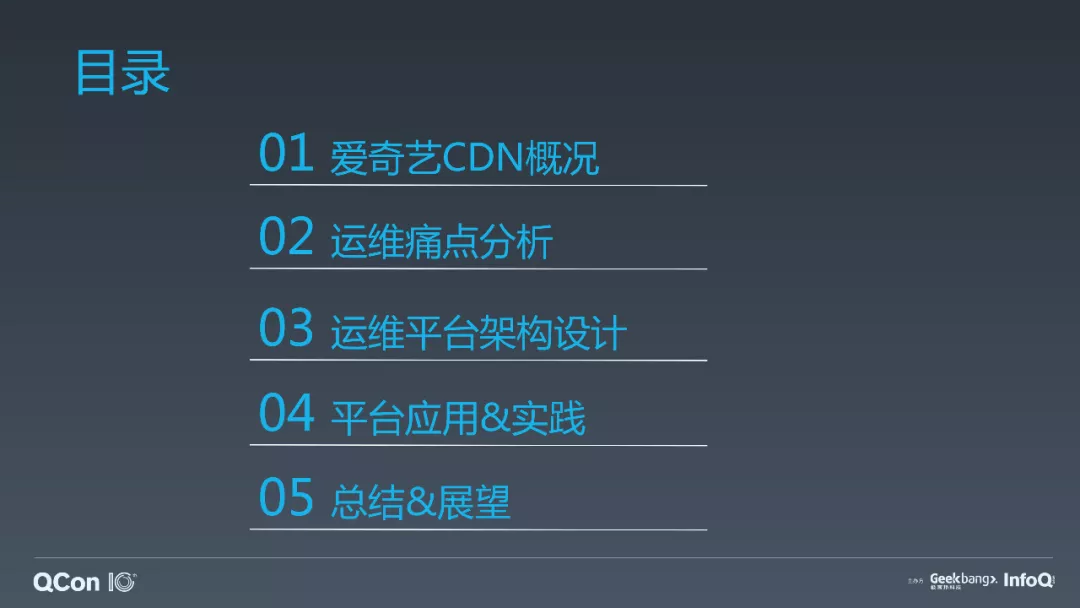 目录
01 爱奇艺CDN概况
02 运维痛点分析
03 运维平台架构设计
04 平台应用&实践
05 总结&展望
QCon 10th
主办方 Geekbang>. InfoQ
极客邦科技